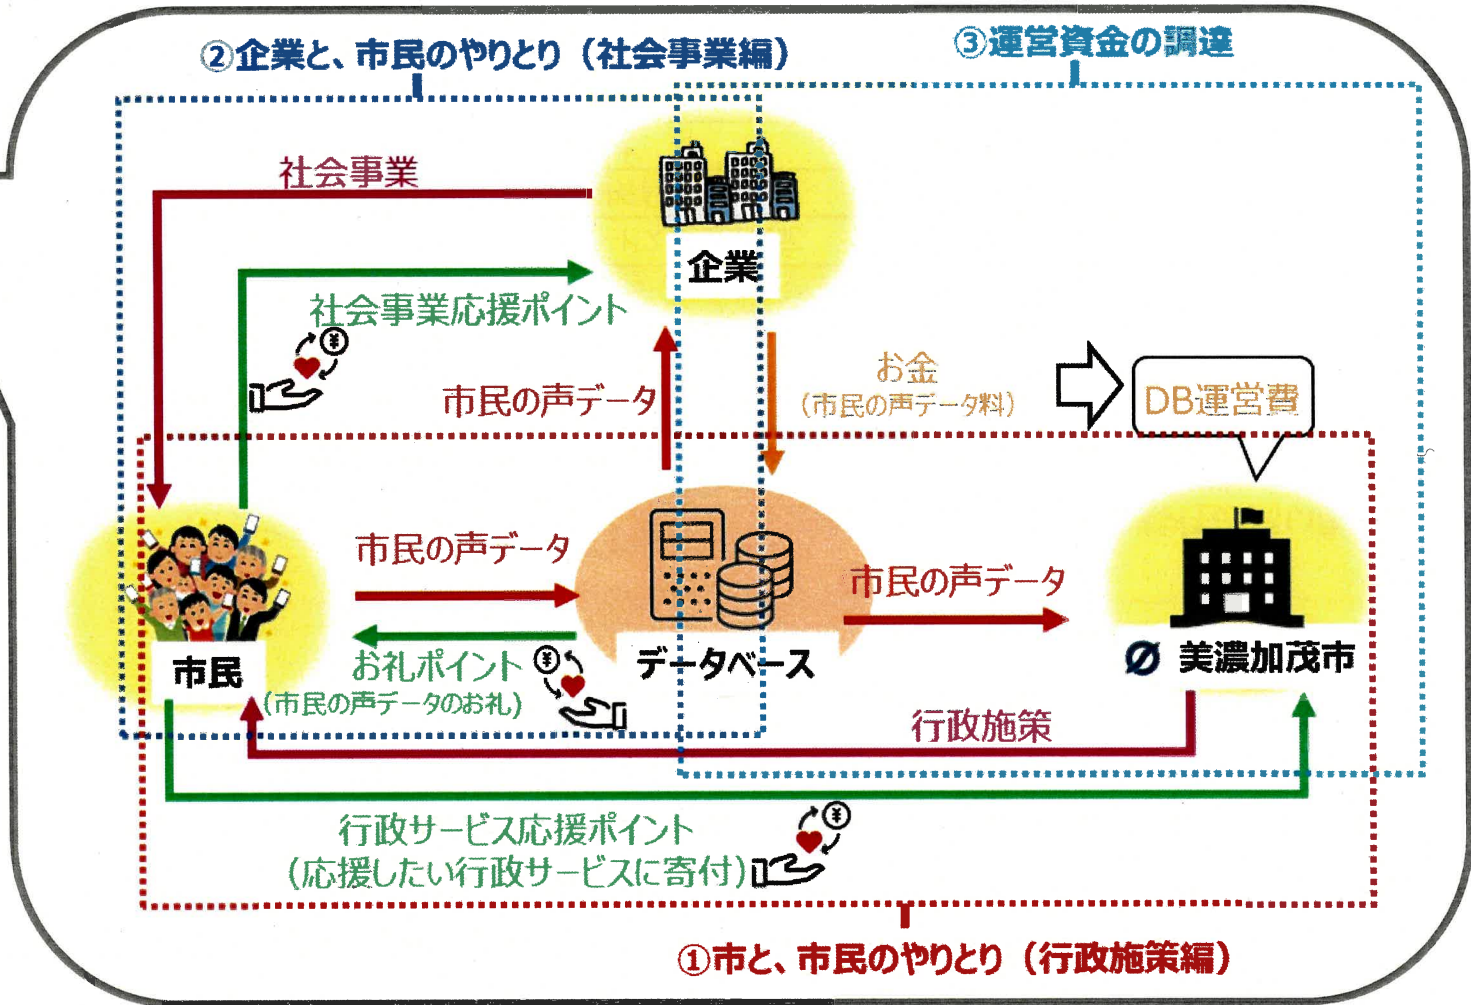 ②企業と、市民のやりとり（社会事業編）
③運営資金の調達
社会事業
企業
社会事業応援ポイント
市民の声データ
お金
（市民の声データ料）
DB運営費
市民の声データ
市民の声データ
市民
お礼ポイント
（市民の声データのお礼）
データベース
美濃加茂市
行政施策
行政サービス応援ポイント
（応援したい行政サービスに寄付）
①市と、市民のやりとり（行政施策編）